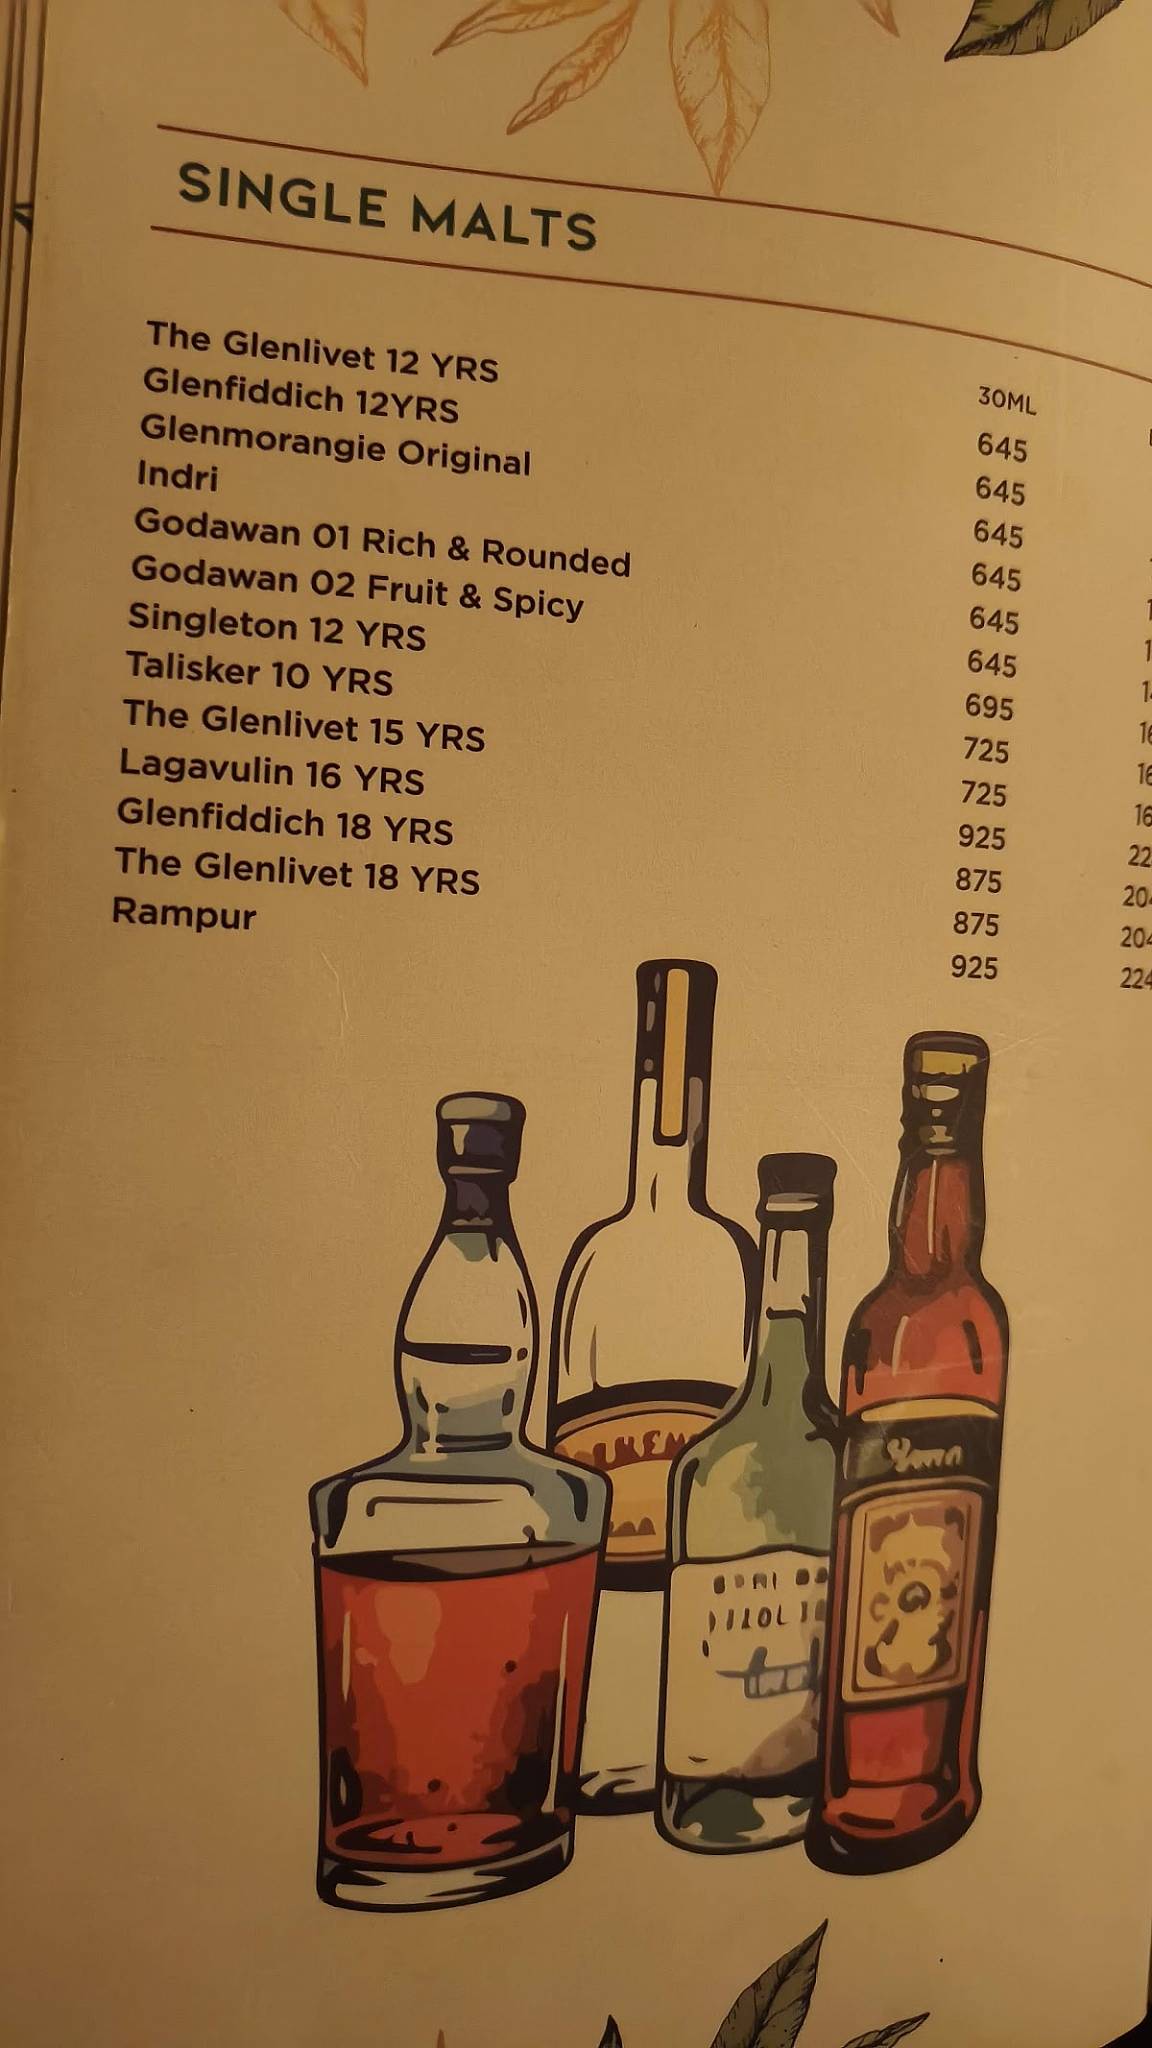 SINGLE MALTS
30ML
The Glenlivet 12 YRS 645
Glenfiddich 12YRS 645
Glenmorangie Original 645
Indri 645
Godawan 01 Rich & Rounded 645
Godawan 02 Fruit & Spicy 645
Singleton 12 YRS 695
Talisker 10 YRS 725
The Glenlivet 15 YRS 725
Lagavulin 16 YRS 925
Glenfiddich 18 YRS 875
The Glenlivet 18 YRS 875
Rampur 925